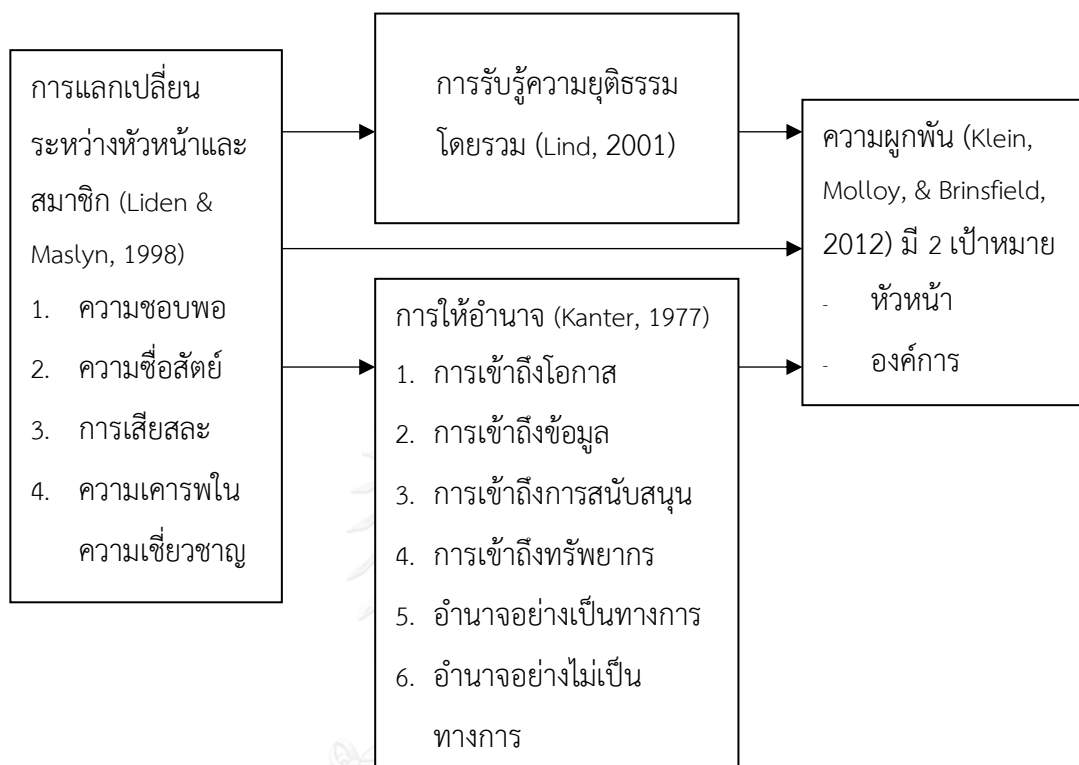 การแลกเปลี่ยน
ระหว่างหัวหน้าและ
สมาชิก (Liden &
Maslyn, 1998)
1. ความชอบพอ
2. ความซื่อสัตย์
3. การเสียสละ
4. ความเคารพใน
ความเชี่ยวชาญ
การรับรู้ความยุติธรรม
โดยรวม (Lind, 2001)
การให้อำนาจ (Kanter, 1977)
1. การเข้าถึงโอกาส
2. การเข้าถึงข้อมูล
3. การเข้าถึงการสนับสนุน
4. การเข้าถึงทรัพยากร
5. อำนาจอย่างเป็นทางการ
6. อำนาจอย่างไม่เป็น
ทางการ
ความผูกพัน (Klein,
Molloy, & Brinsfield,
2012) มี 2 เป้าหมาย
- หัวหน้า
- องค์การ